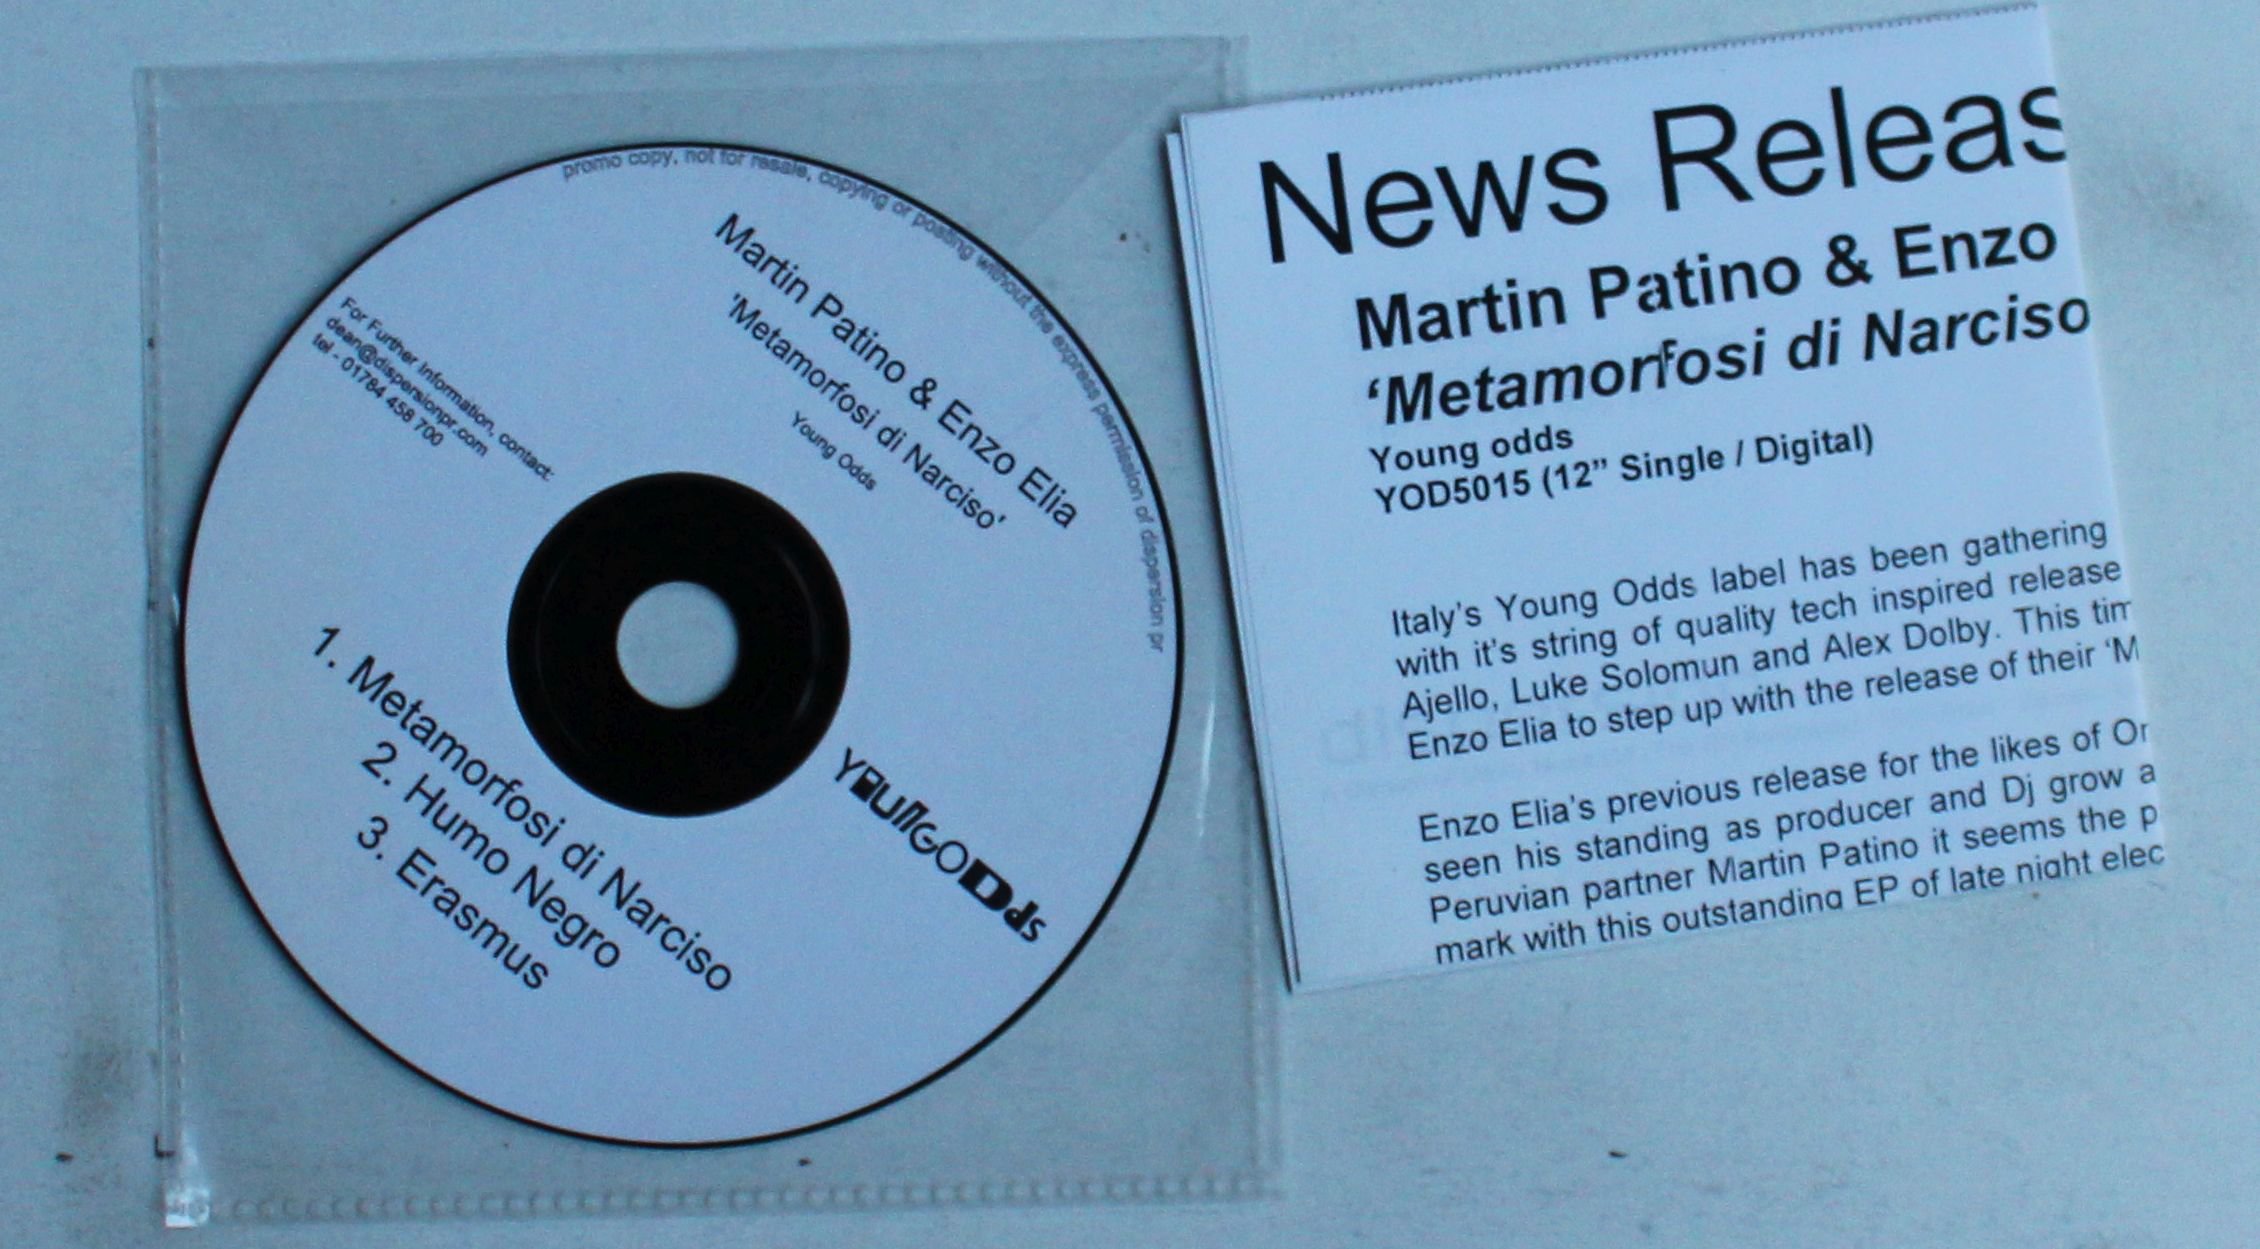 promo copy, not for resale, copying or posting without the express permission of dispersion pr
Martin Patino & Enzo Elia
'Metamorfosi di Narciso'
Young Odds
For Further Information, contact:
dean@dispersionpr.com
tel - 01784 458 700
YOUNGODDs
1. Metamorfosi di Narciso
2. Humo Negro
3. Erasmus
News Releas
Martin Patino & Enzo
‘Metamorfosi di Narciso
Young odds
YOD5015 (12” Single / Digital)
Italy’s Young Odds label has been gathering
with it’s string of quality tech inspired release
Ajello, Luke Solomun and Alex Dolby. This tim
Enzo Elia to step up with the release of their ‘M
Enzo Elia’s previous release for the likes of Or
seen his standing as producer and Dj grow a
Peruvian partner Martin Patino it seems the p
mark with this outstanding EP of late night elec